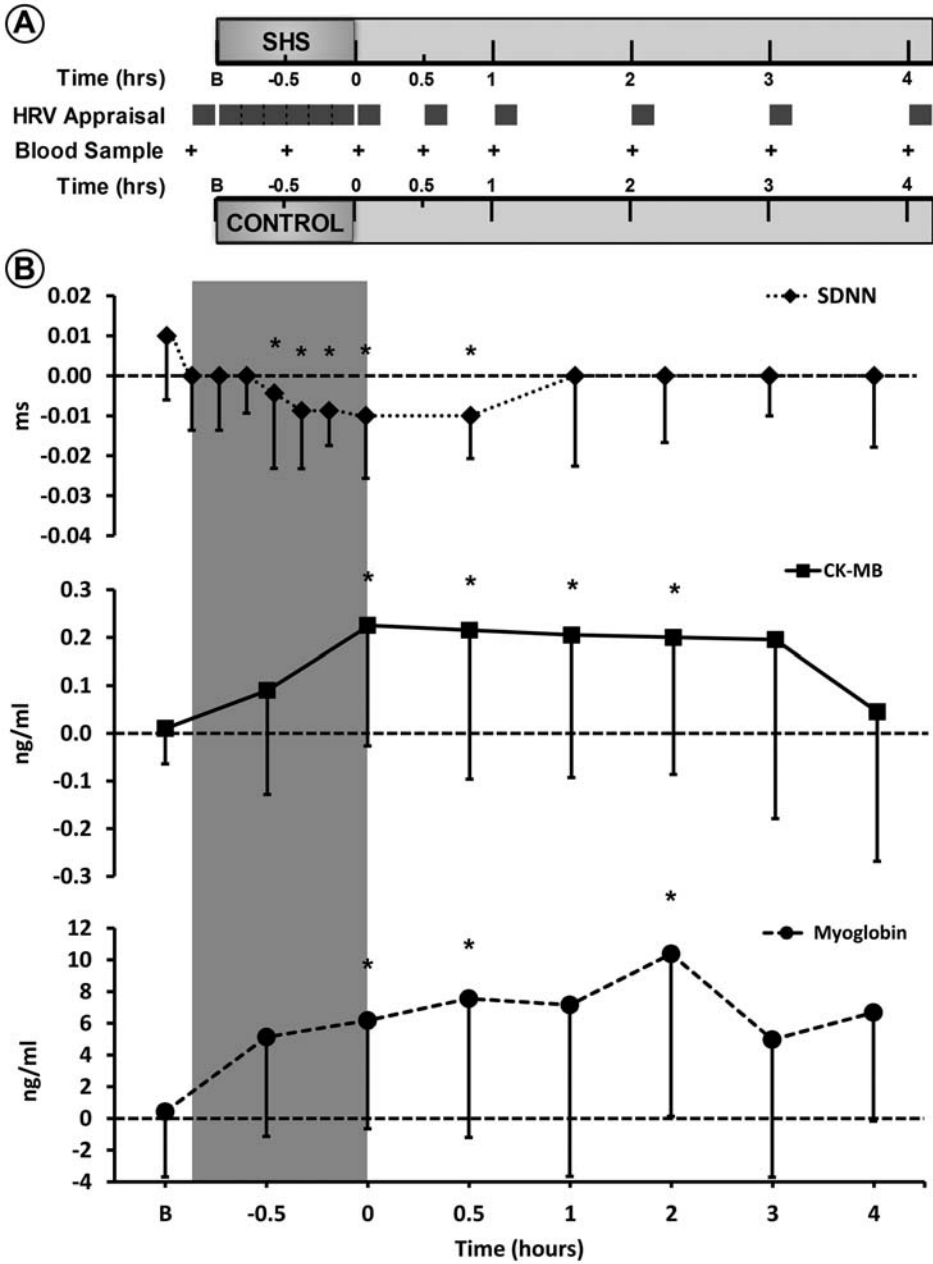 A
SHS
Time (hrs) B -0.5 0 0.5 1 2 3 4
HRV Appraisal
Blood Sample + + + + + + + +
Time (hrs) B -0.5 0 0.5 1 2 3 4
CONTROL
B
SDNN
ms
0.02
0.01
0.00
-0.01
-0.02
-0.03
-0.04
* * * * *
CK-MB
ng/ml
0.3
0.2
0.1
0.0
-0.1
-0.2
-0.3
* * * *
Myoglobin
ng/ml
12
10
8
6
4
2
0
-2
-4
* * *
B -0.5 0 0.5 1 2 3 4
Time (hours)